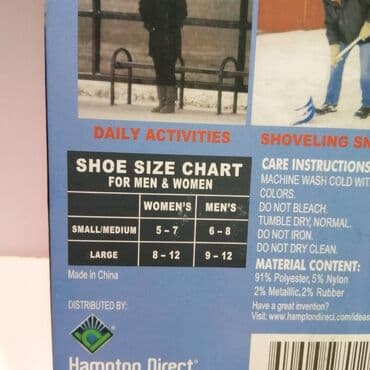 DAILY ACTIVITIES
SHOVELING
SHOE SIZE CHART
FOR MEN & WOMEN
WOMEN'S MEN'S
SMALL/MEDIUM 5 - 7 6 - 8
LARGE 8 - 12 9 - 12
Made in China
DISTRIBUTED BY:
Hampton Direct®
CARE INSTRUCTIONS
MACHINE WASH COLD
COLORS.
DO NOT BLEACH.
TUMBLE DRY, NORMAL.
DO NOT IRON.
DO NOT DRY CLEAN.
MATERIAL CONTENT:
91% Polyester, 5% Nylon
2% Metallic, 2% Rubber
Have a great invention?
Visit: www.hamptondirect.com/ideas